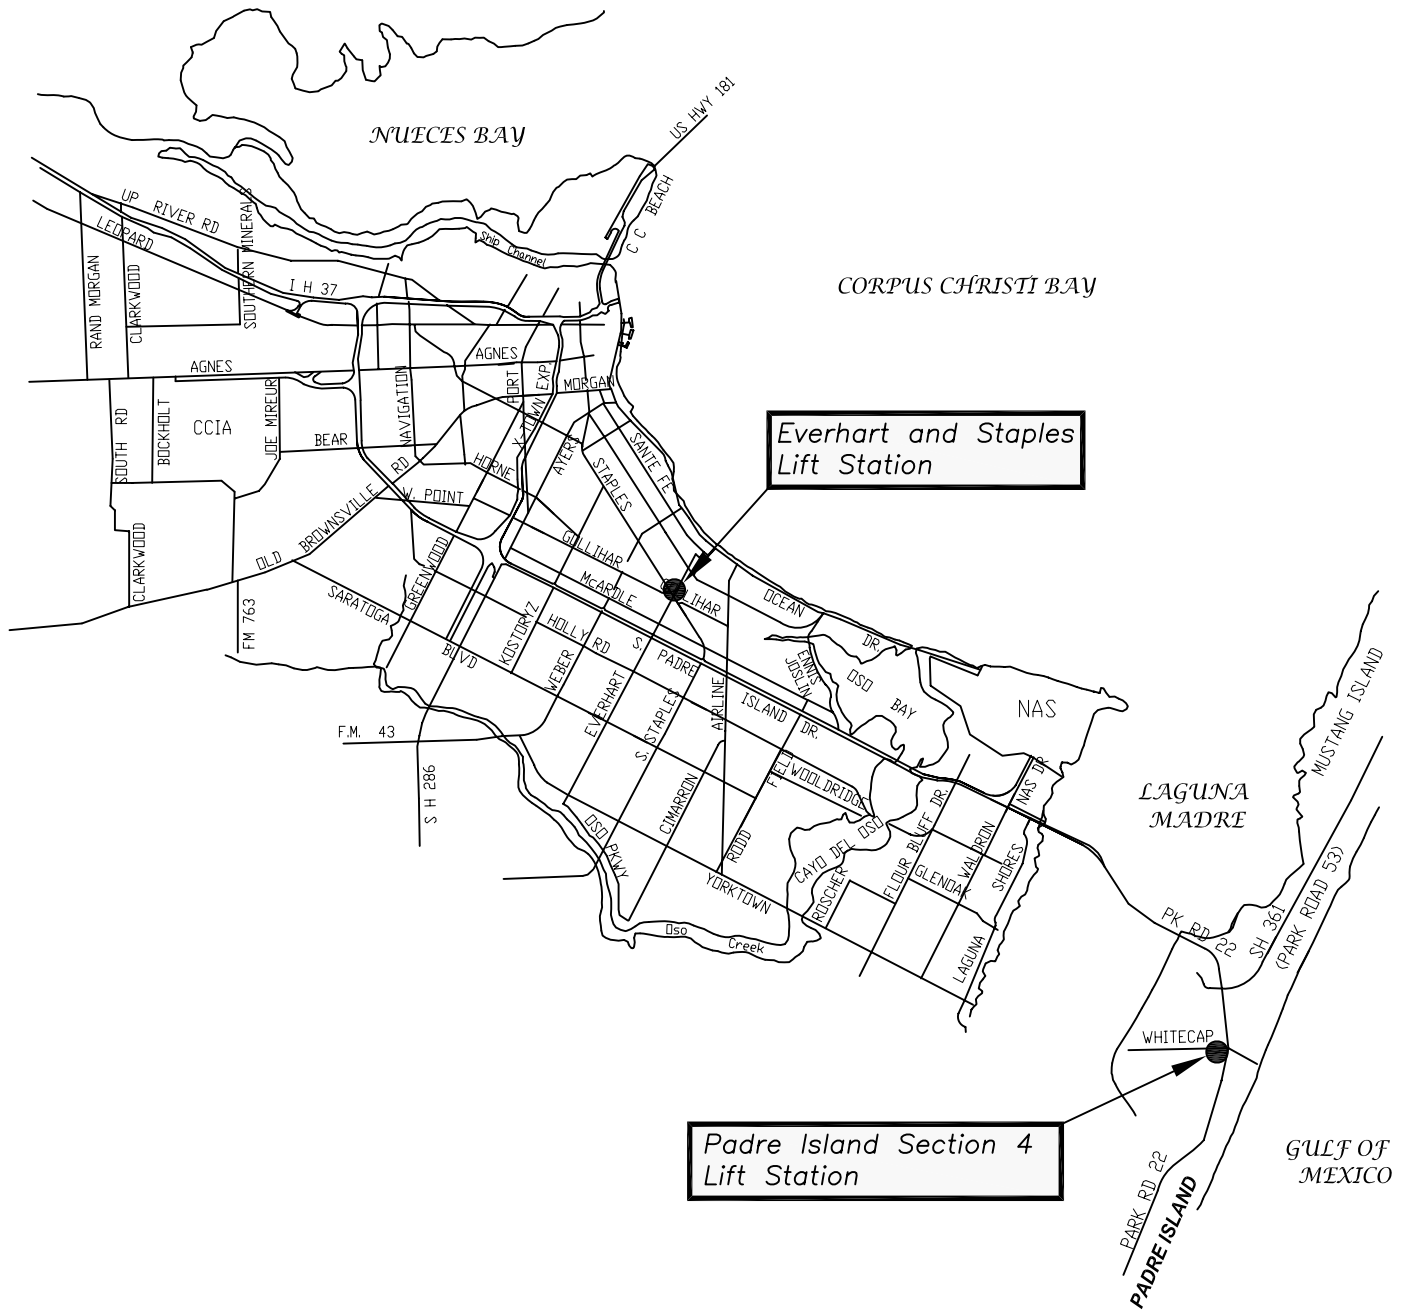 US HWY 181
NUECES BAY
C C BEACH
UP RIVER RD
LEOPARD
SOUTHERN MINERALS
Ship Channel
RAND MORGAN
CLARKWOOD
I H 37
CORPUS CHRISTI BAY
AGNES
AGNES
PORT
X-TOWN EXP.
MORGAN
NAVIGATION
SOUTH RD
BOCKHOLT
CCIA
JOE MIREUR
BEAR
Everhart and Staples
Lift Station
AYERS
STAPLES
SANTE FE
HORNE
W. POINT
OLD BROWNSVILLE RD
CLARKWOOD
GREENWOOD
GOLLIHAR
McARDLE
LIHAR
OCEAN DR.
FM 763
SARATOGA BLVD
KOSTORYZ
WEBER
HOLLY RD
S. PADRE ISLAND DR.
ENNIS
JOSLIN
OSO BAY
NAS
EVERHART
S. STAPLES
AIRLINE
F.M. 43
S H 286
CIMARRON
RODD FIELD
WOOLDRIDGE
OSO PKWY
YORKTOWN
CAYO DEL OSO
ROSCHER
FLOUR BLUFF DR.
GLENOAK
WALDRON
NAS DR
SHORES
LAGUNA
Oso Creek
MUSTANG ISLAND
LAGUNA
MADRE
PK RD 22
SH 361
(PARK ROAD 53)
WHITECAP
Padre Island Section 4
Lift Station
GULF OF
MEXICO
PARK RD 22
PADRE ISLAND